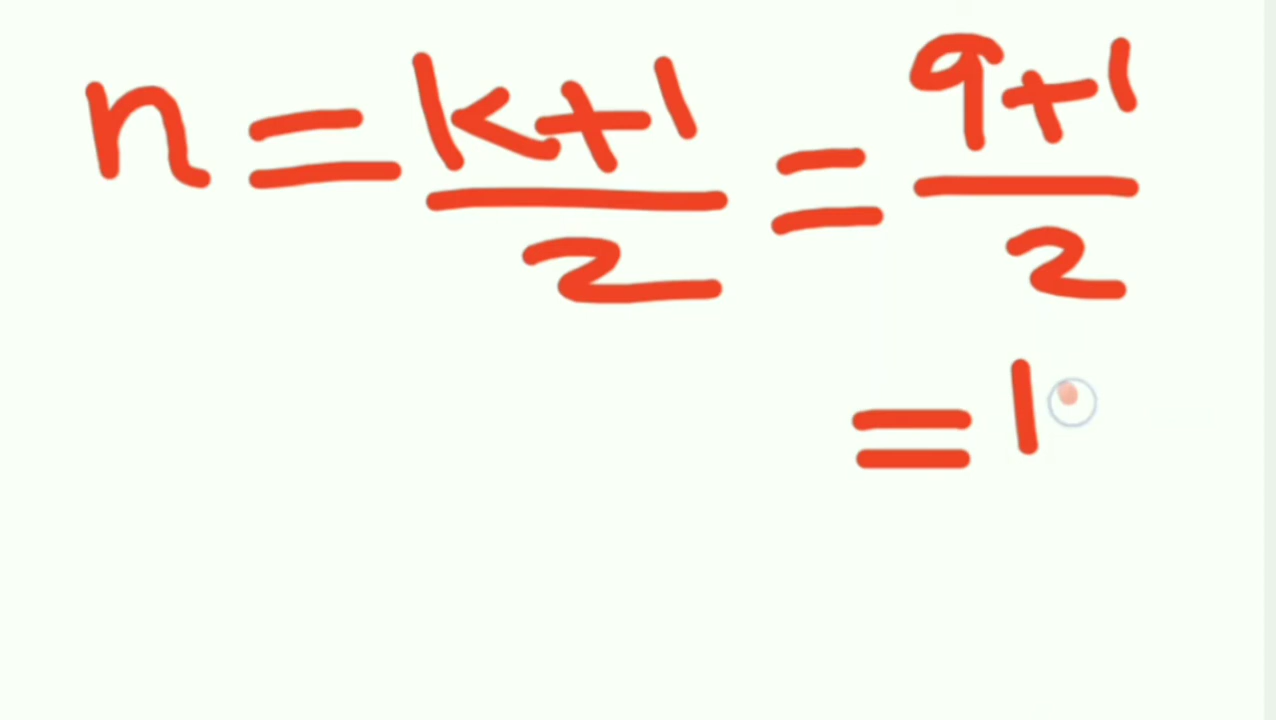 n = k+1/2 = 9+1/2
= 1